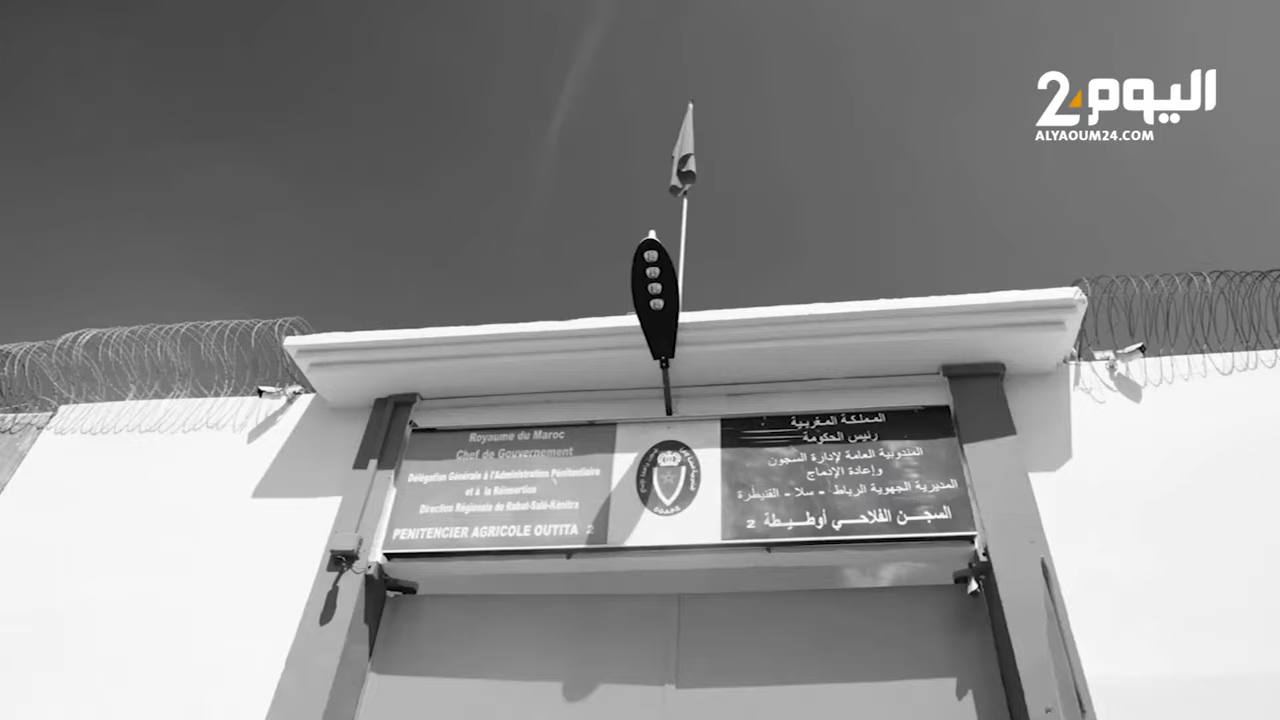 اليوم 24
ALYAOUM24.COM
Royaume du Maroc
Chef de Gouvernement
Délégation Générale à l'Administration Pénitentiaire
et à la Réinsertion
Direction Régionale de Rabat-Salé-Kénitra
PENITENCIER AGRICOLE OUTITA 2
المملكة المغربية
رئيس الحكومة
المندوبية العامة لإدارة السجون
وإعادة الإدماج
المديرية الجهوية الرباط - سلا - القنيطرة
السجن الفلاحي أوطيطة 2